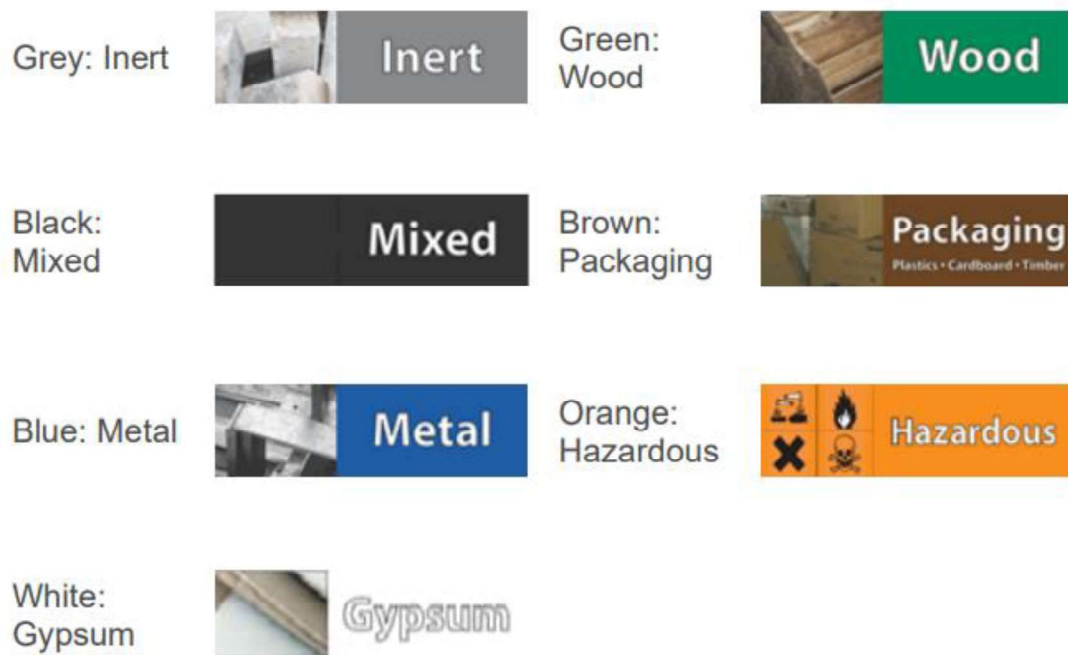 Grey: Inert
Inert
Green:
Wood
Wood
Black:
Mixed
Mixed
Brown:
Packaging
Packaging
Plastics • Cardboard • Timber
Blue: Metal
Metal
Orange:
Hazardous
Hazardous
White:
Gypsum
Gypsum